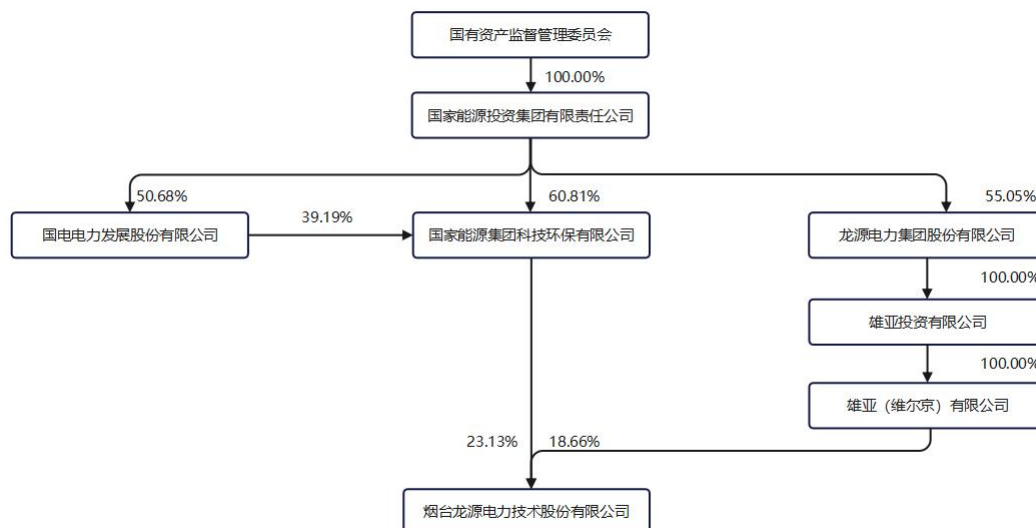 国有资产监督管理委员会
100.00%
国家能源投资集团有限责任公司
50.68%
60.81%
55.05%
39.19%
国电电力发展股份有限公司
国家能源集团科技环保有限公司
龙源电力集团股份有限公司
100.00%
雄亚投资有限公司
100.00%
雄亚（维尔京）有限公司
23.13%
18.66%
烟台龙源电力技术股份有限公司